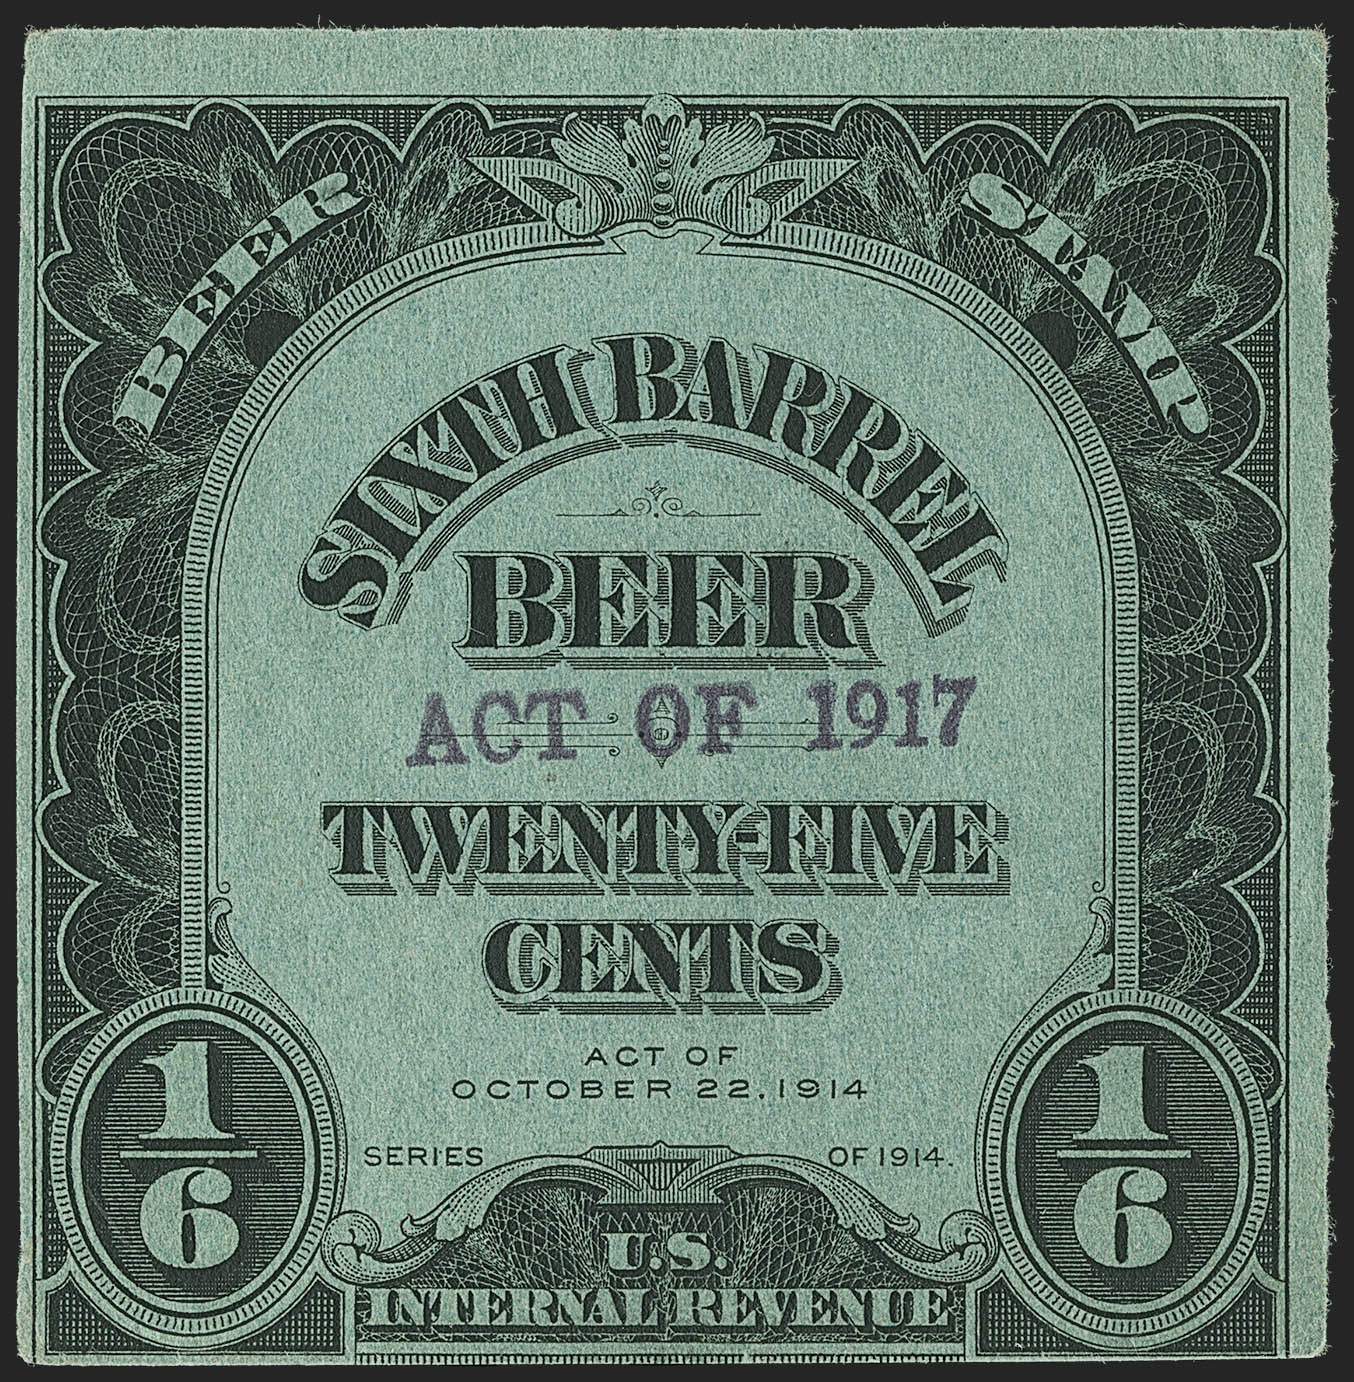 BEER STAMP
SIXTH BARREL
BEER
ACT OF 1917
TWENTY-FIVE
CENTS
ACT OF
OCTOBER 22, 1914
SERIES OF 1914.
1/6 1/6
U.S.
INTERNAL REVENUE